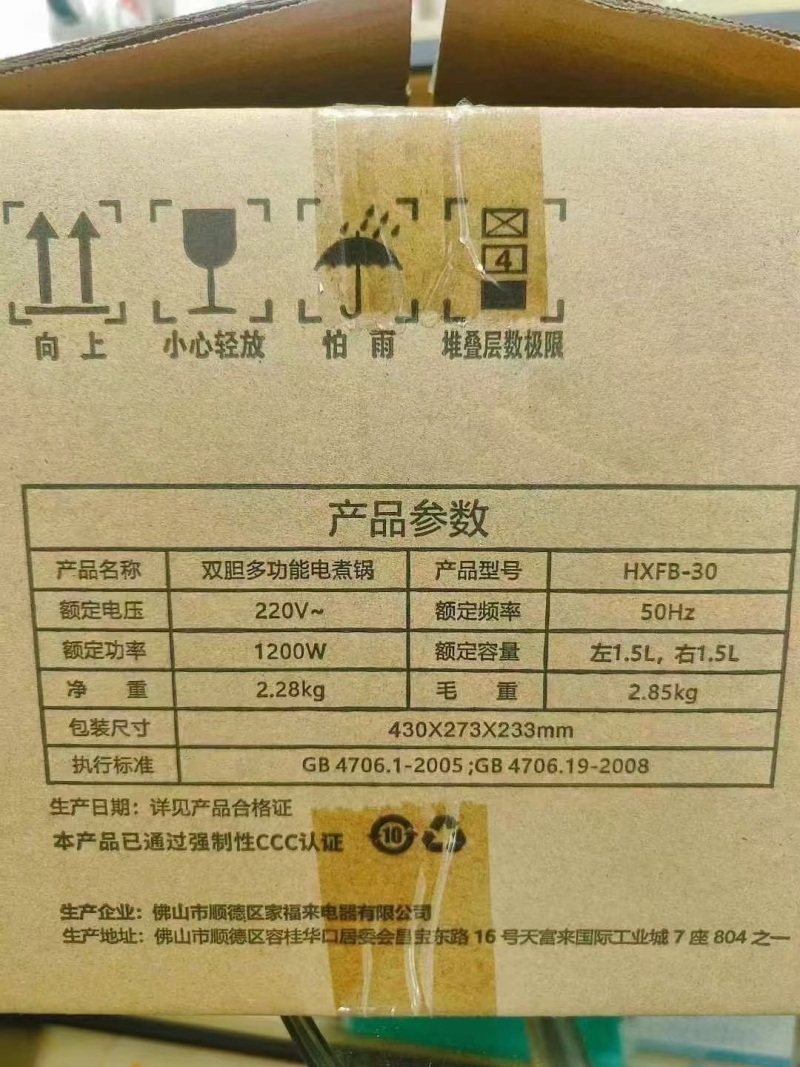 4
向上 小心轻放 怕雨 堆叠层数极限
产品参数
产品名称 双胆多功能电煮锅 产品型号 HXFB-30
额定电压 220V~ 额定频率 50Hz
额定功率 1200W 额定容量 左1.5L，右1.5L
净重 2.28kg 毛重 2.85kg
包装尺寸 430X273X233mm
执行标准 GB 4706.1-2005;GB 4706.19-2008
生产日期：详见产品合格证
本产品已通过强制性CCC认证 10
生产企业：佛山市顺德区家福来电器有限公司
生产地址：佛山市顺德区容桂华口居委会昌宝东路 16 号天富来国际工业城 7 座 804 之一